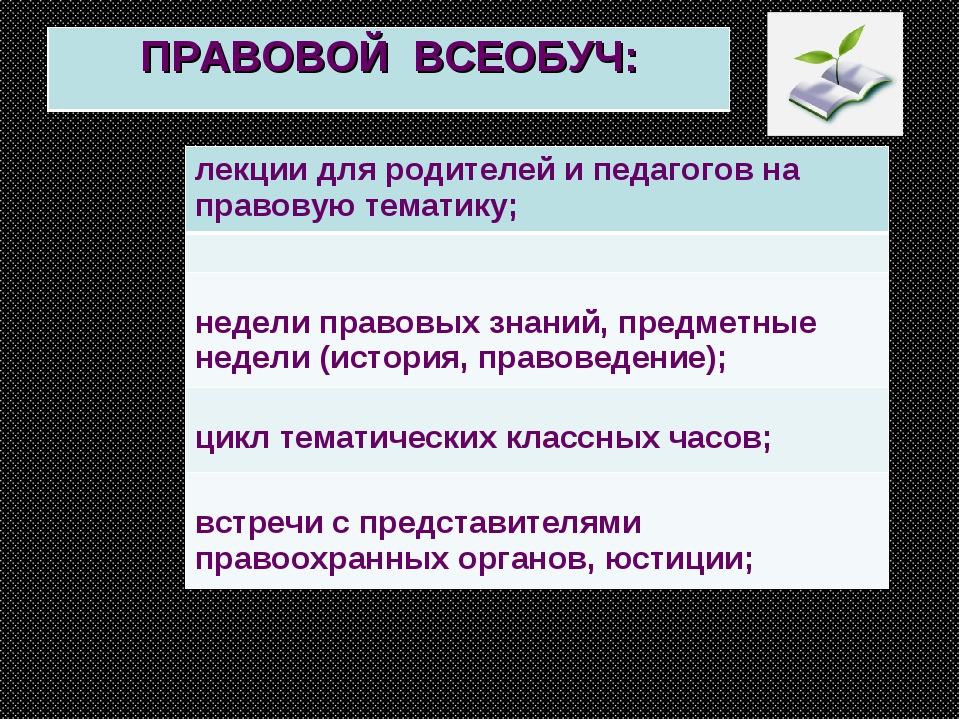 ПРАВОВОЙ ВСЕОБУЧ:
лекции для родителей и педагогов на
правовую тематику;
недели правовых знаний, предметные
недели (история, правоведение);
цикл тематических классных часов;
встречи с представителями
правоохранных органов, юстиции;